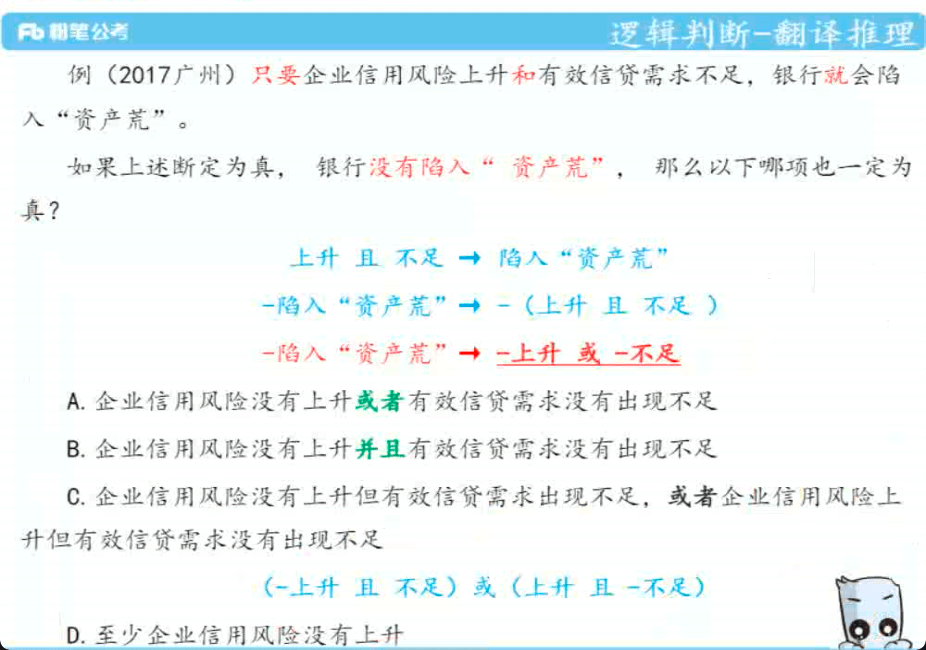 粉笔公考
逻辑判断-翻译推理
例（2017广州）只要企业信用风险上升和有效信贷需求不足，银行就会陷
入“资产荒”。
如果上述断定为真， 银行没有陷入“ 资产荒”， 那么以下哪项也一定为
真？
上升 且 不足 → 陷入“资产荒”
-陷入“资产荒”→ -（上升 且 不足 ）
-陷入“资产荒”→ -上升 或 -不足
A. 企业信用风险没有上升或者有效信贷需求没有出现不足
B. 企业信用风险没有上升并且有效信贷需求没有出现不足
C. 企业信用风险没有上升但有效信贷需求出现不足，或者企业信用风险上
升但有效信贷需求没有出现不足
（-上升 且 不足）或（上升 且 -不足）
D. 至少企业信用风险没有上升